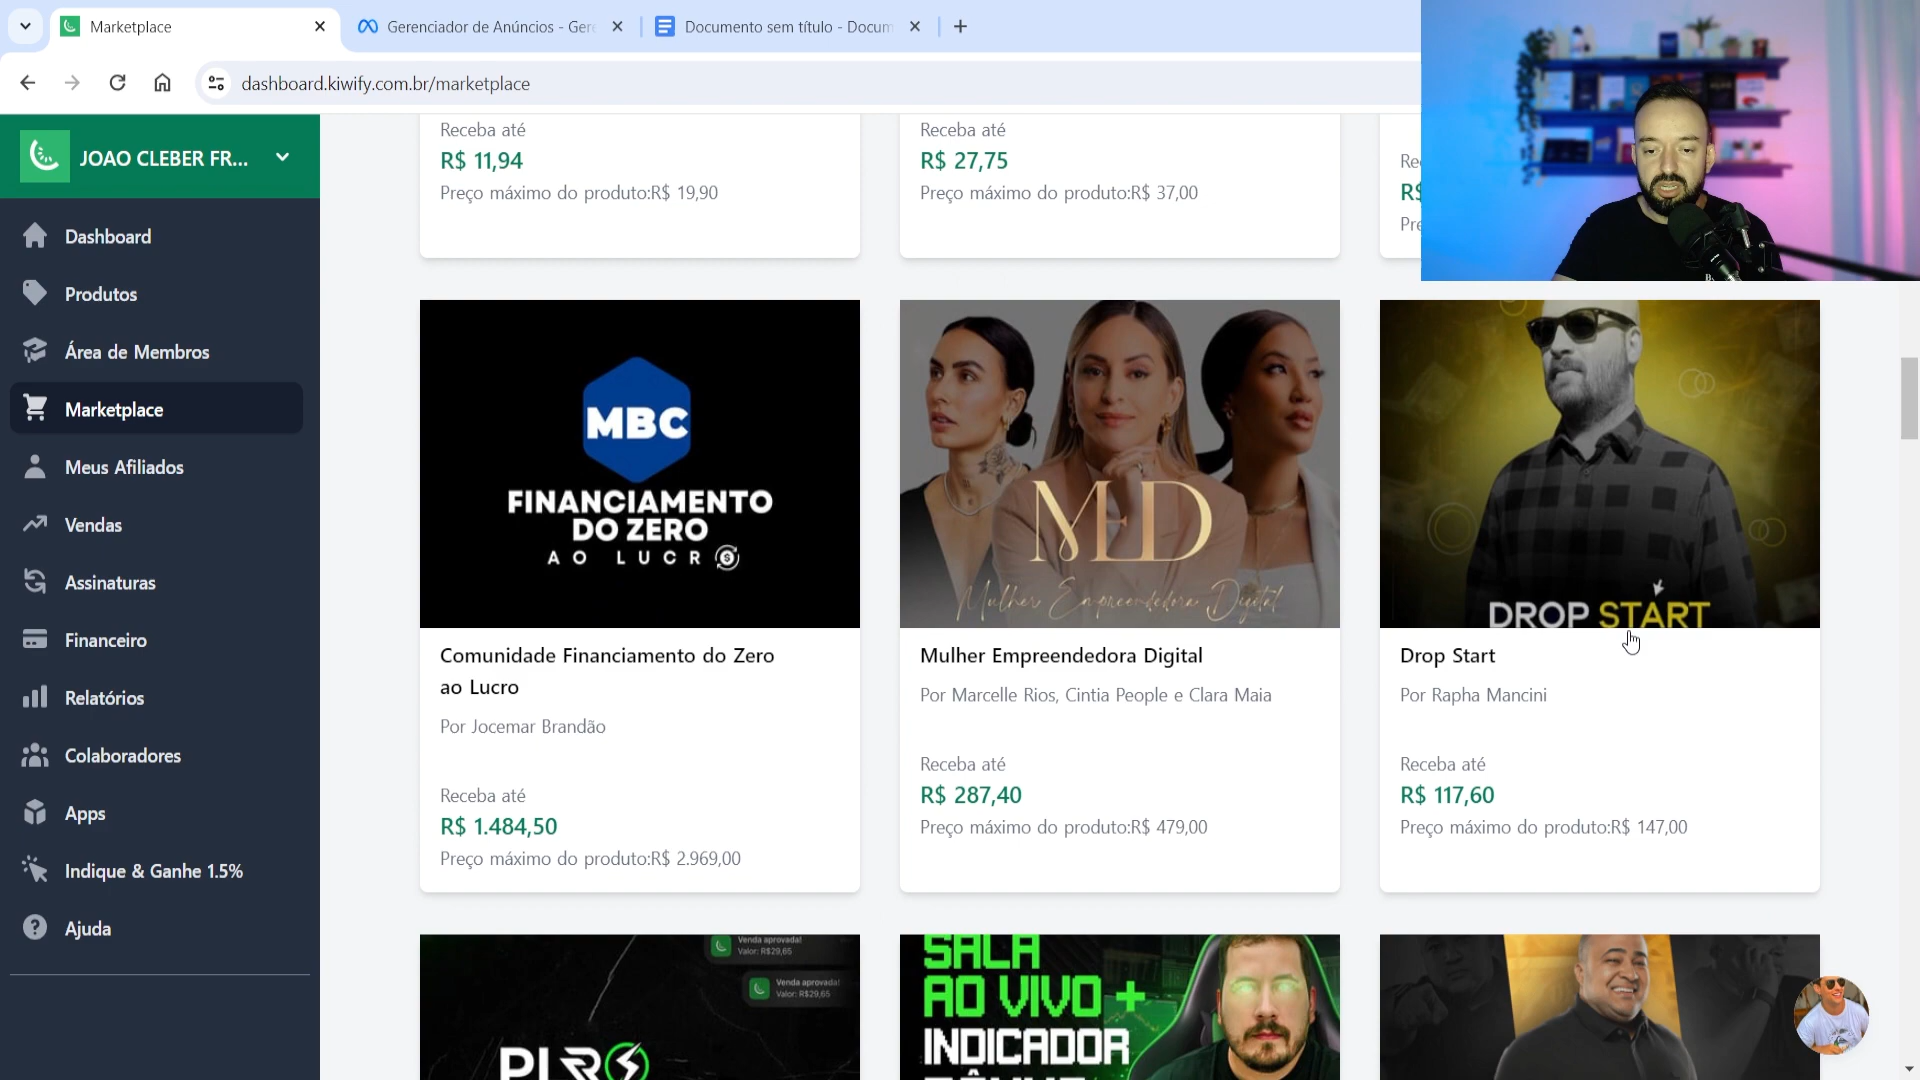 Marketplace
Gerenciador de Anúncios - Gere
Documento sem título - Docum
dashboard.kiwify.com.br/marketplace
JOAO CLEBER FR...
Dashboard
Produtos
Área de Membros
Marketplace
Meus Afiliados
Vendas
Assinaturas
Financeiro
Relatórios
Colaboradores
Apps
Indique & Ganhe 1.5%
Ajuda
Receba até
R$ 11,94
Preço máximo do produto:R$ 19,90
Receba até
R$ 27,75
Preço máximo do produto:R$ 37,00
Re
R$
Pre
MBC
FINANCIAMENTO
DO ZERO
AO LUCRO
Comunidade Financiamento do Zero
ao Lucro
Por Jocemar Brandão
Receba até
R$ 1.484,50
Preço máximo do produto:R$ 2.969,00
MED
Mulher Empreendedora Digital
Mulher Empreendedora Digital
Por Marcelle Rios, Cintia People e Clara Maia
Receba até
R$ 287,40
Preço máximo do produto:R$ 479,00
DROP START
Drop Start
Por Rapha Mancini
Receba até
R$ 117,60
Preço máximo do produto:R$ 147,00
Venda aprovada!
Valor: R$29,65
Venda aprovada!
Valor: R$29,65
SALA
AO VIVO +
INDICADOR